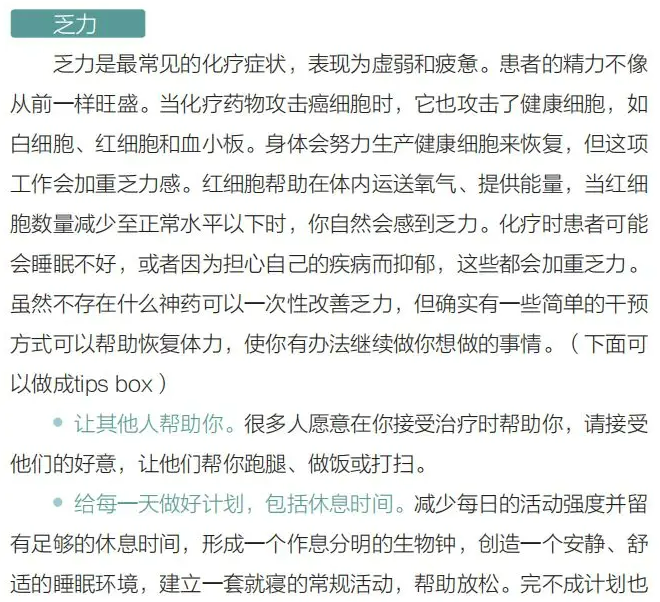 乏力
乏力是最常见的化疗症状，表现为虚弱和疲惫。患者的精力不像
从前一样旺盛。当化疗药物攻击癌细胞时，它也攻击了健康细胞，如
白细胞、红细胞和血小板。身体会努力生产健康细胞来恢复，但这项
工作会加重乏力感。红细胞帮助在体内运送氧气、提供能量，当红细
胞数量减少至正常水平以下时，你自然会感到乏力。化疗时患者可能
会睡眠不好，或者因为担心自己的疾病而抑郁，这些都会加重乏力。
虽然不存在什么神药可以一次性改善乏力，但确实有一些简单的干预
方式可以帮助恢复体力，使你有办法继续做你想做的事情。（下面可
以做成tips box）
• 让其他人帮助你。很多人愿意在你接受治疗时帮助你，请接受
他们的好意，让他们帮你跑腿、做饭或打扫。
• 给每一天做好计划，包括休息时间。减少每日的活动强度并留
有足够的休息时间，形成一个作息分明的生物钟，创造一个安静、舒
适的睡眠环境，建立一套就寝的常规活动，帮助放松。完不成计划也